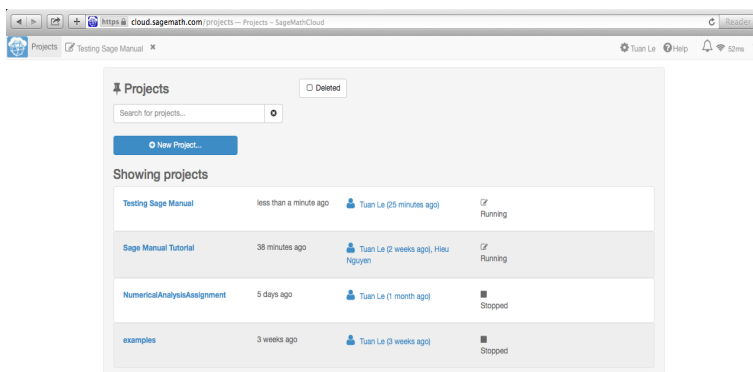 https cloud.sagemath.com/projects — Projects – SageMathCloud
Reader
Projects Testing Sage Manual × Tuan Le Help 52ms
Projects Deleted
Search for projects...
New Project...
Showing projects
Testing Sage Manual less than a minute ago Tuan Le (25 minutes ago) Running
Sage Manual Tutorial 38 minutes ago Tuan Le (2 weeks ago), Hieu
Nguyen Running
NumericalAnalysisAssignment 5 days ago Tuan Le (1 month ago)
Stopped
examples 3 weeks ago Tuan Le (3 weeks ago)
Stopped